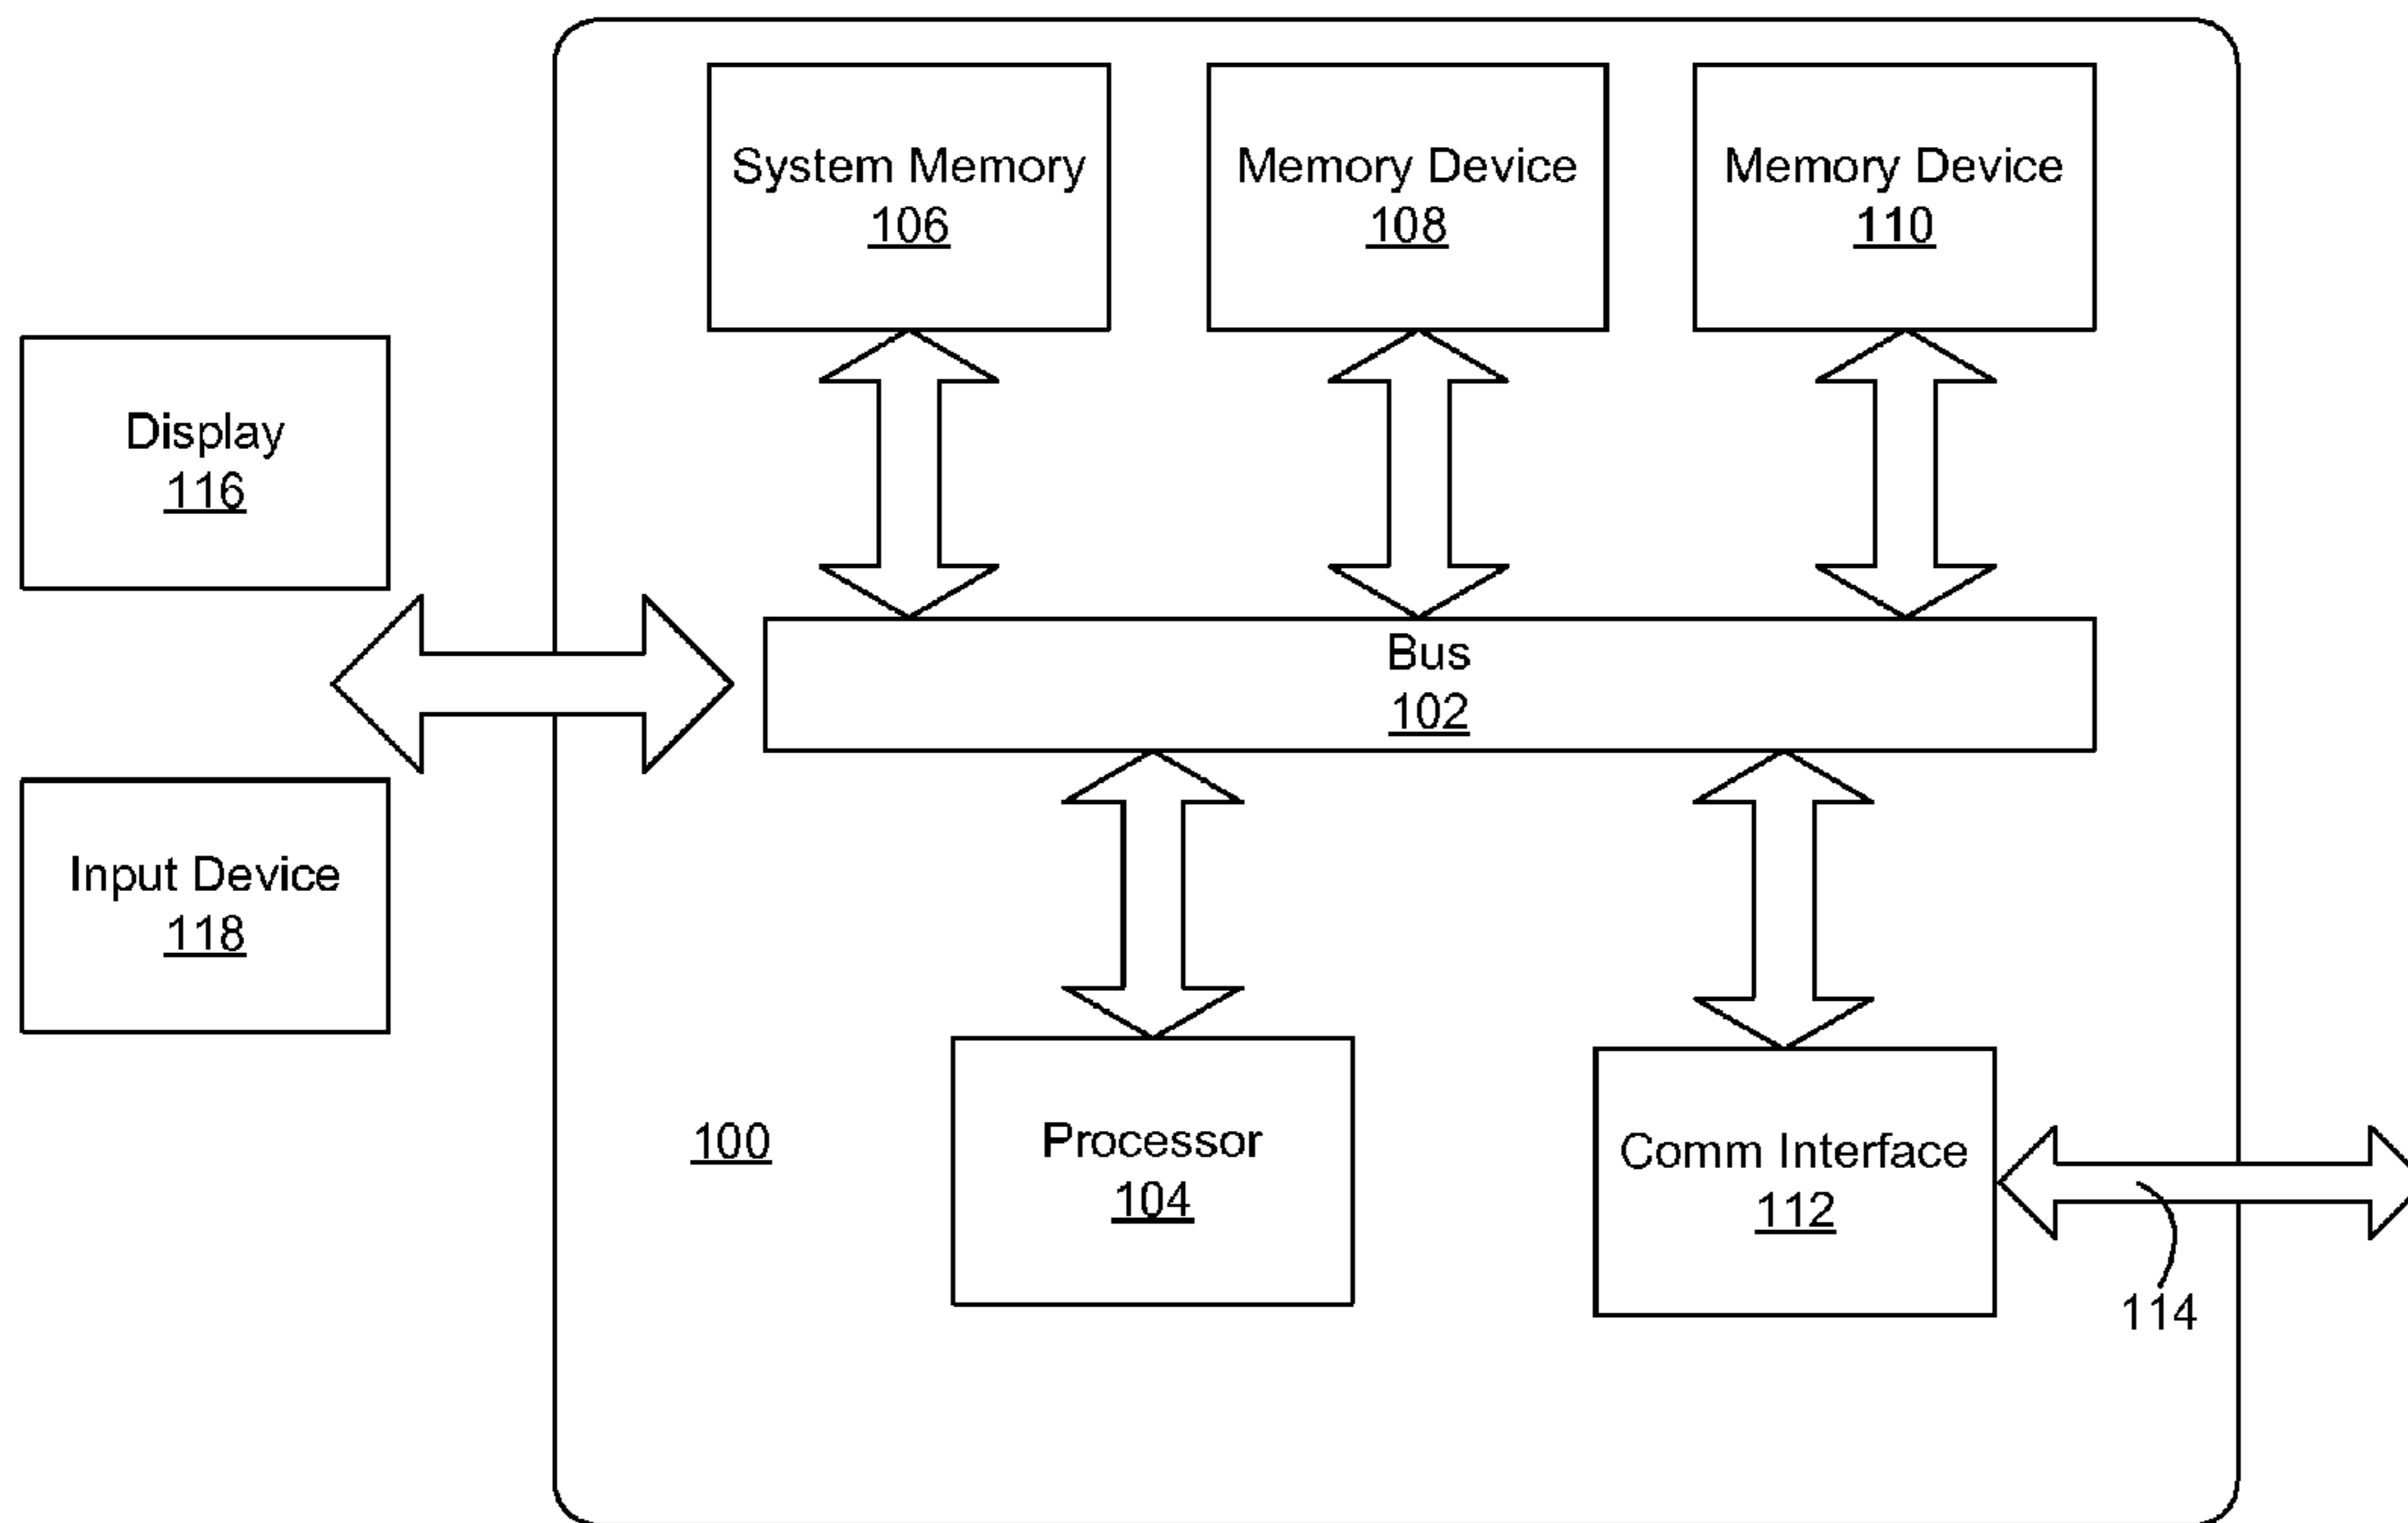 System Memory
106
Memory Device
108
Memory Device
110
Display
116
Bus
102
Input Device
118
100
Processor
104
Comm Interface
112
114